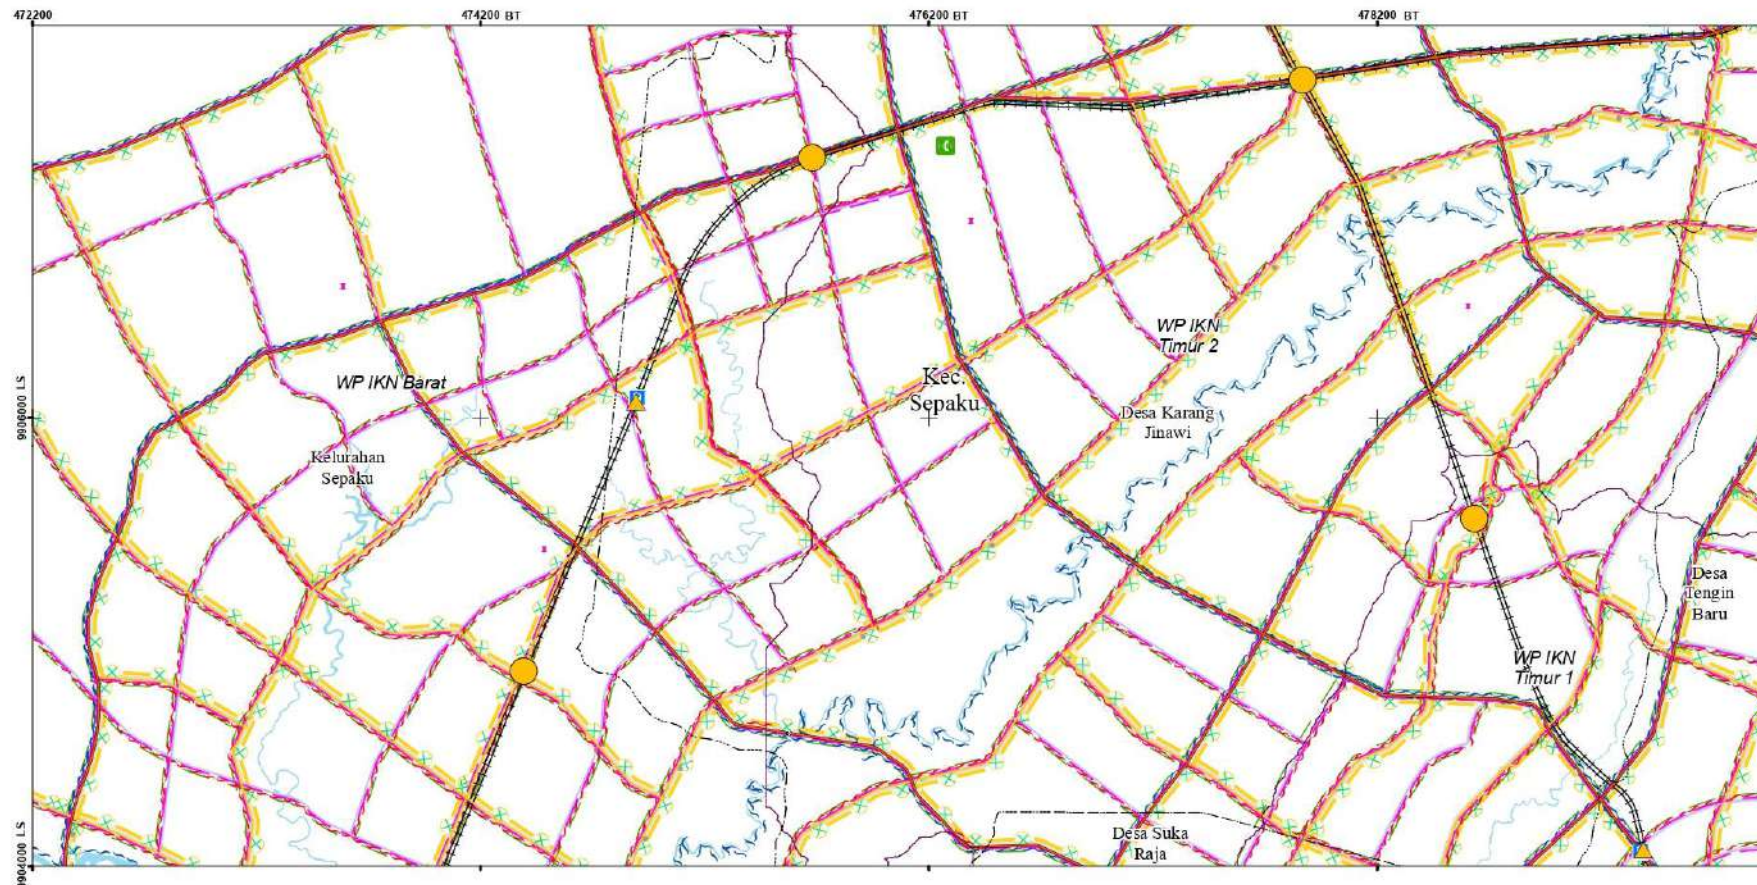 472200
474200 BT
476200 BT
478200 BT
WP IKN
Timur 2
WP IKN Barat
Kec.
Sepaku
9906000 LS
Desa Karang
Jinawi
Kelurahan
Sepaku
Desa
Tengin
Baru
WP IKN
Timur 1
Desa Suka
Raja
9904000 LS